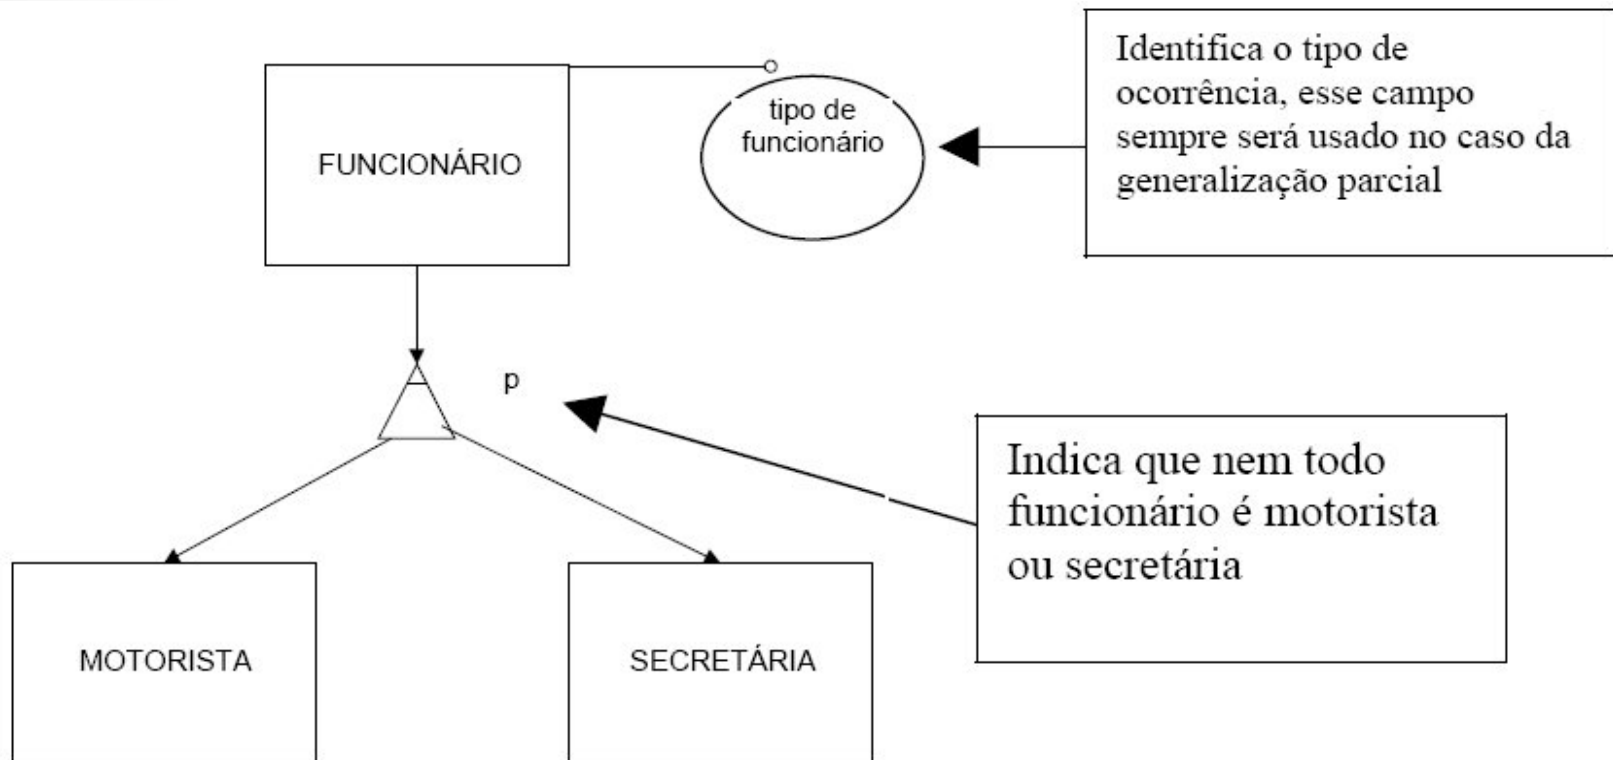 FUNCIONÁRIO
tipo de
funcionário
Identifica o tipo de
ocorrência, esse campo
sempre será usado no caso da
generalização parcial
p
Indica que nem todo
funcionário é motorista
ou secretária
MOTORISTA
SECRETÁRIA